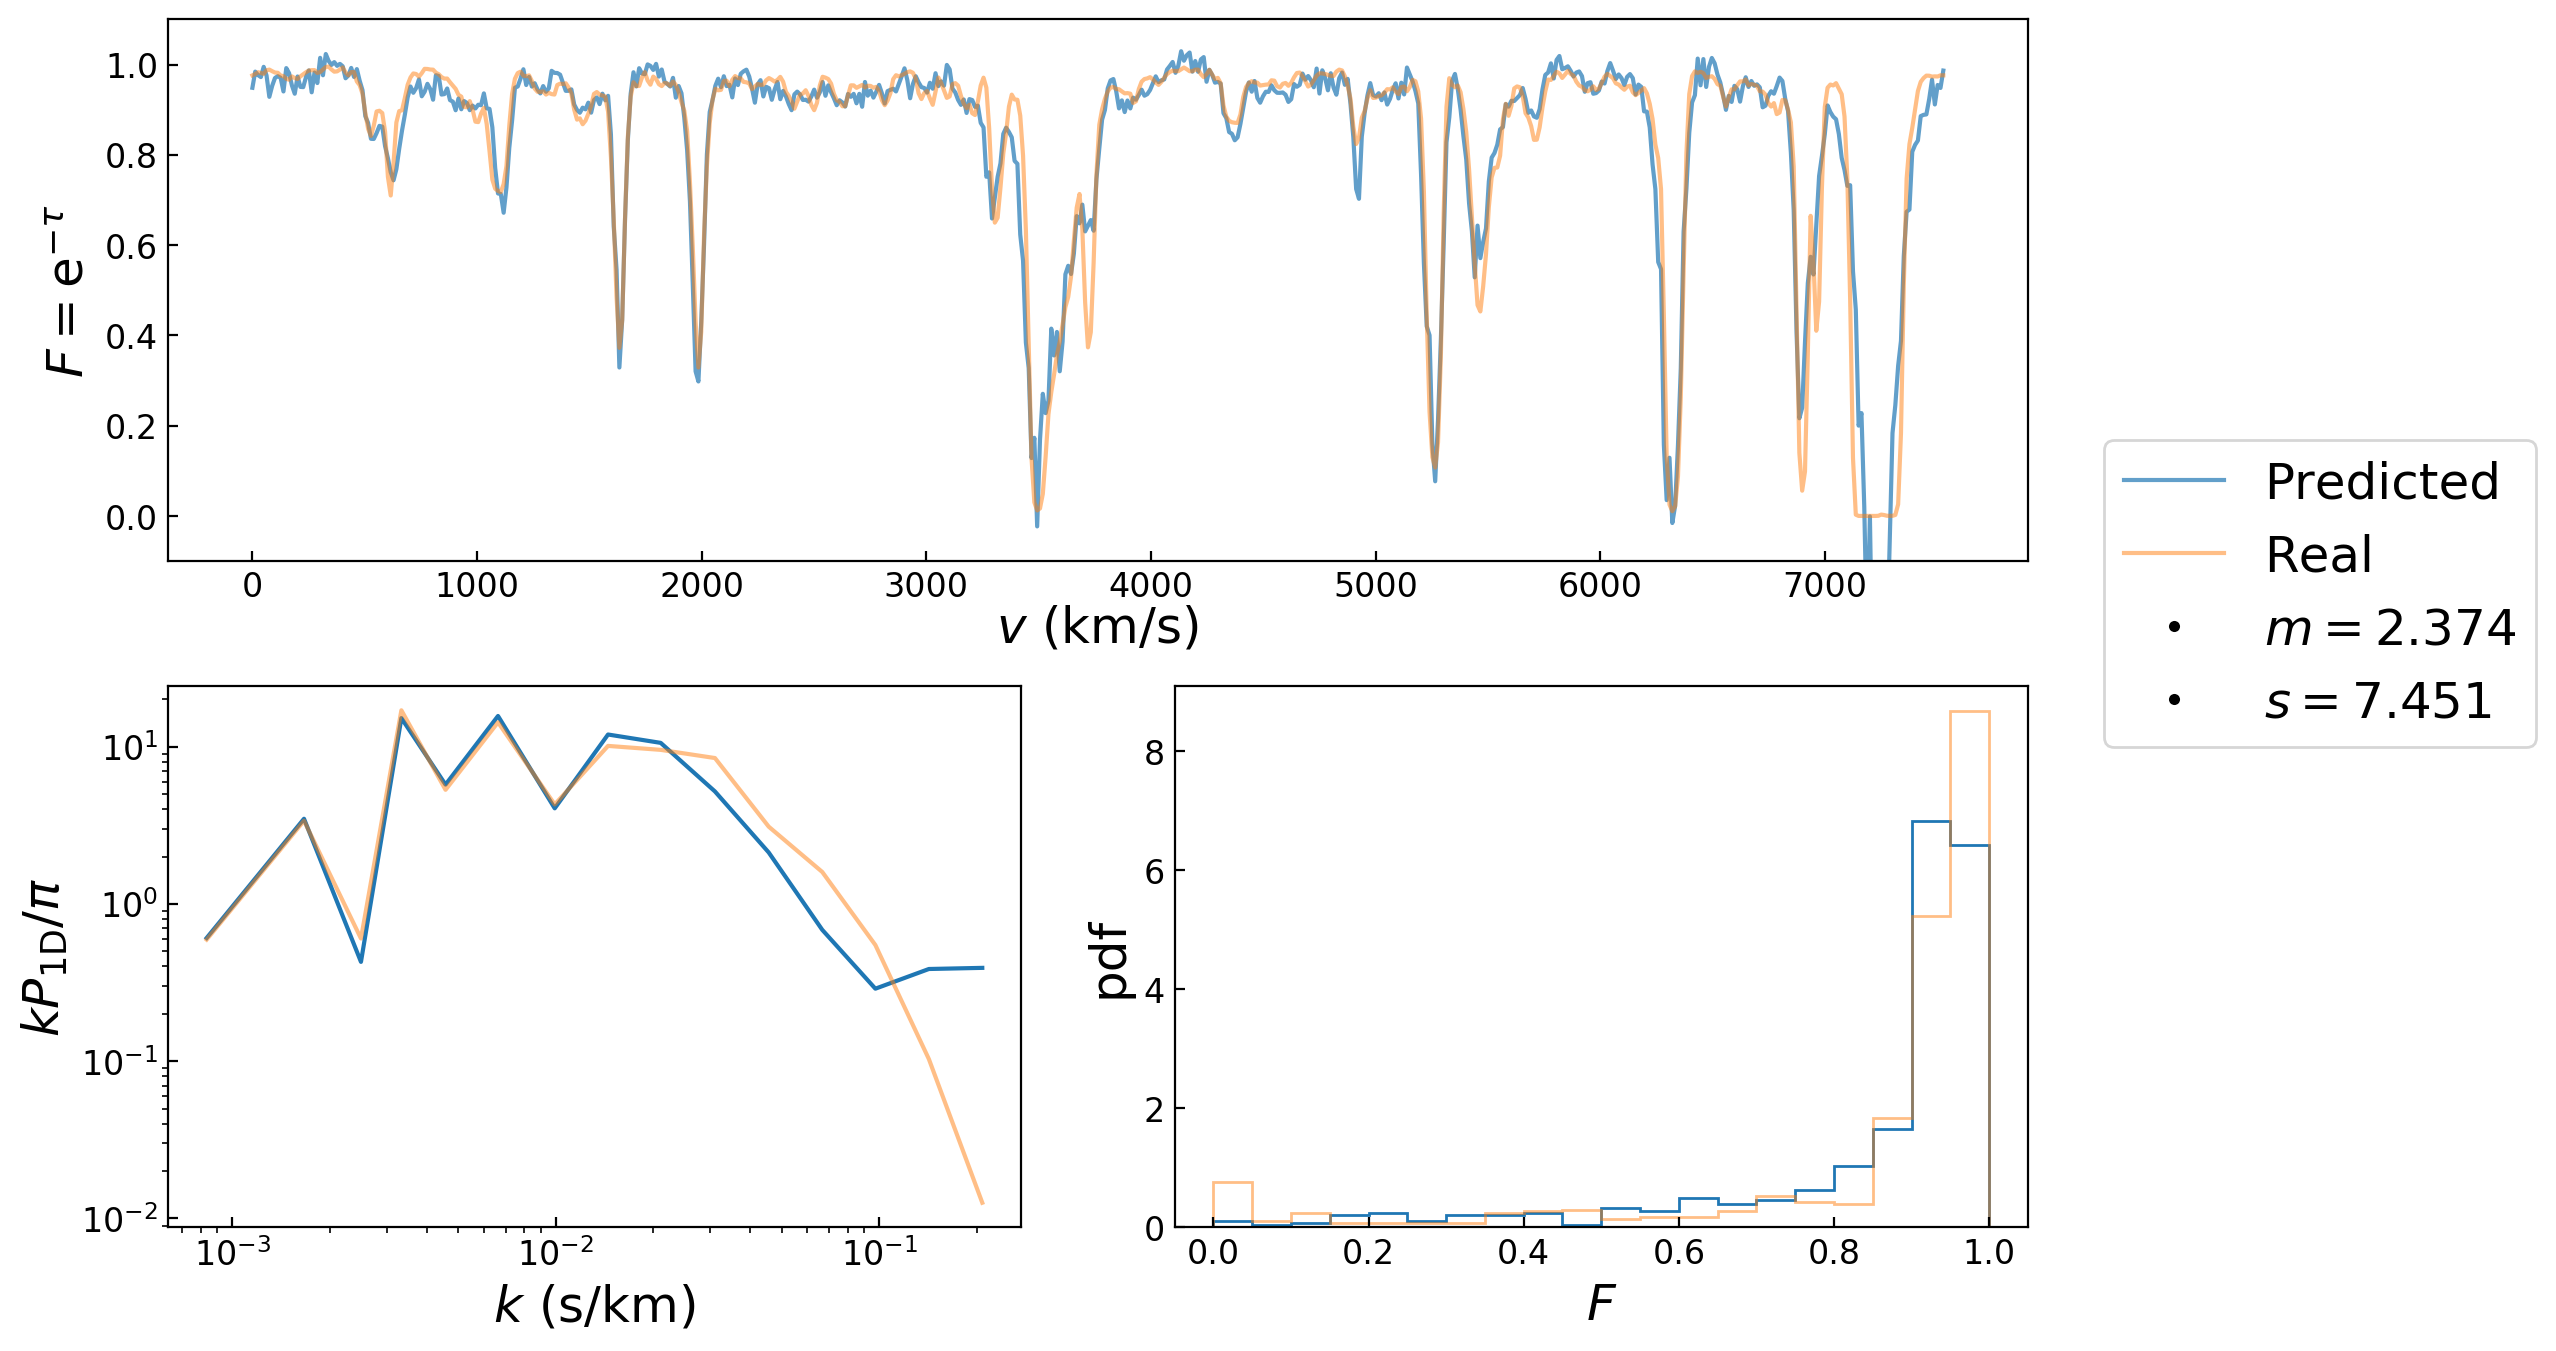 F = e^{−τ}
1.0
0.8
0.6
0.4
0.2
0.0
0 1000 2000 3000 4000 5000 6000 7000
v (km/s)
Predicted
Real
m = 2.374
s = 7.451
kP_{1D}/π
10^1
10^0
10^{−1}
10^{−2}
10^{−3} 10^{−2} 10^{−1}
k (s/km)
pdf
8
6
4
2
0
0.0 0.2 0.4 0.6 0.8 1.0
F